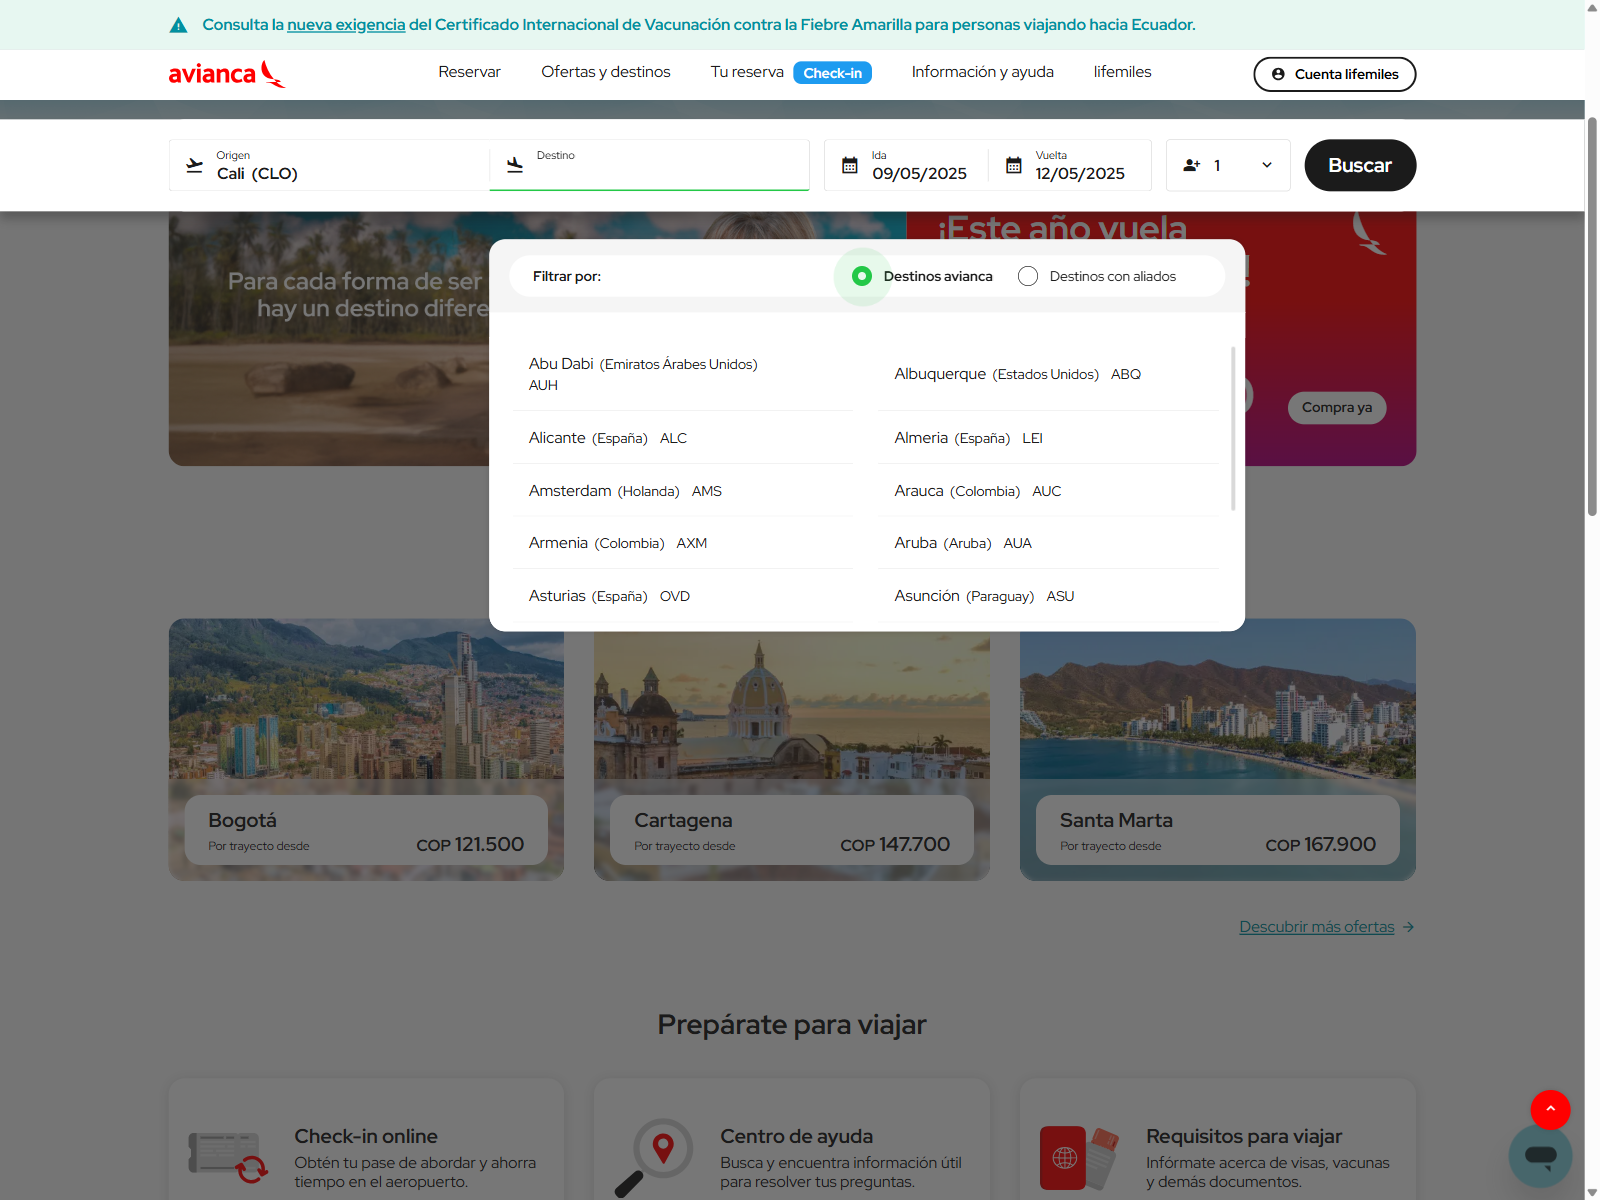 Consulta la nueva exigencia del Certificado Internacional de Vacunación contra la Fiebre Amarilla para personas viajando hacia Ecuador.
avianca
Reservar
Ofertas y destinos
Tu reserva
Check-in
Información y ayuda
lifemiles
Cuenta lifemiles
Origen
Cali (CLO)
Destino
Ida
09/05/2025
Vuelta
12/05/2025
1
Buscar
Para cada forma de ser
hay un destino difere
¡Este año vuela
Compra ya
Filtrar por:
Destinos avianca
Destinos con aliados
Abu Dabi (Emiratos Árabes Unidos)
AUH
Albuquerque (Estados Unidos) ABQ
Alicante (España) ALC
Almeria (España) LEI
Amsterdam (Holanda) AMS
Arauca (Colombia) AUC
Armenia (Colombia) AXM
Aruba (Aruba) AUA
Asturias (España) OVD
Asunción (Paraguay) ASU
Bogotá
Por trayecto desde
COP 121.500
Cartagena
Por trayecto desde
COP 147.700
Santa Marta
Por trayecto desde
COP 167.900
Descubrir más ofertas
Prepárate para viajar
Check-in online
Obtén tu pase de abordar y ahorra
tiempo en el aeropuerto.
Centro de ayuda
Busca y encuentra información útil
para resolver tus preguntas.
Requisitos para viajar
Infórmate acerca de visas, vacunas
y demás documentos.